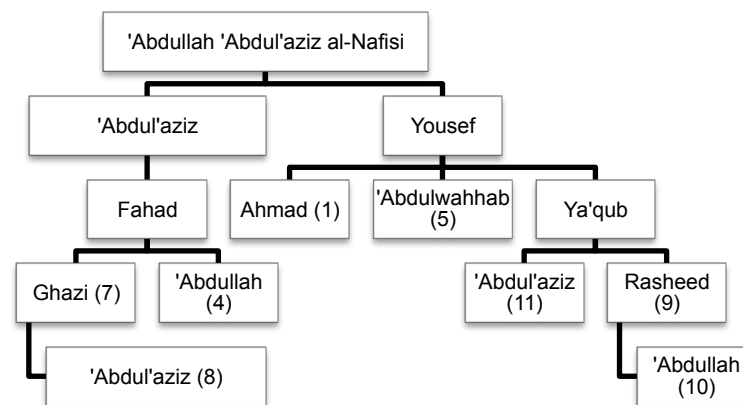 'Abdullah 'Abdul'aziz al-Nafisi
'Abdul'aziz
Yousef
Fahad
Ahmad (1)
'Abdulwahhab
(5)
Ya'qub
Ghazi (7)
'Abdullah
(4)
'Abdul'aziz
(11)
Rasheed
(9)
'Abdul'aziz (8)
'Abdullah
(10)